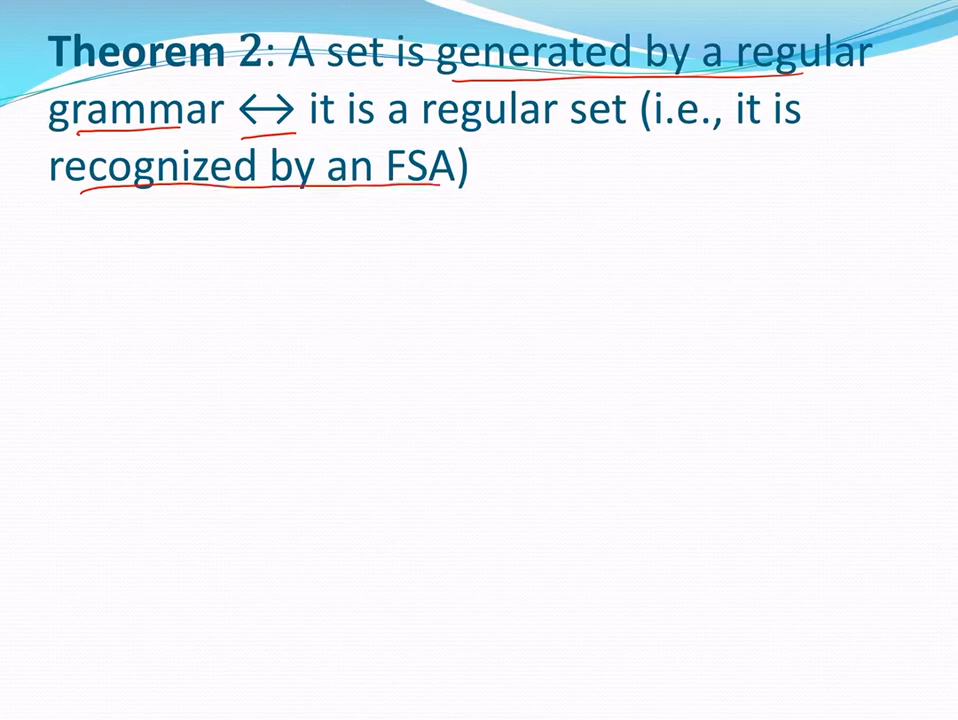 Theorem 2: A set is generated by a regular
grammar ↔ it is a regular set (i.e., it is
recognized by an FSA)